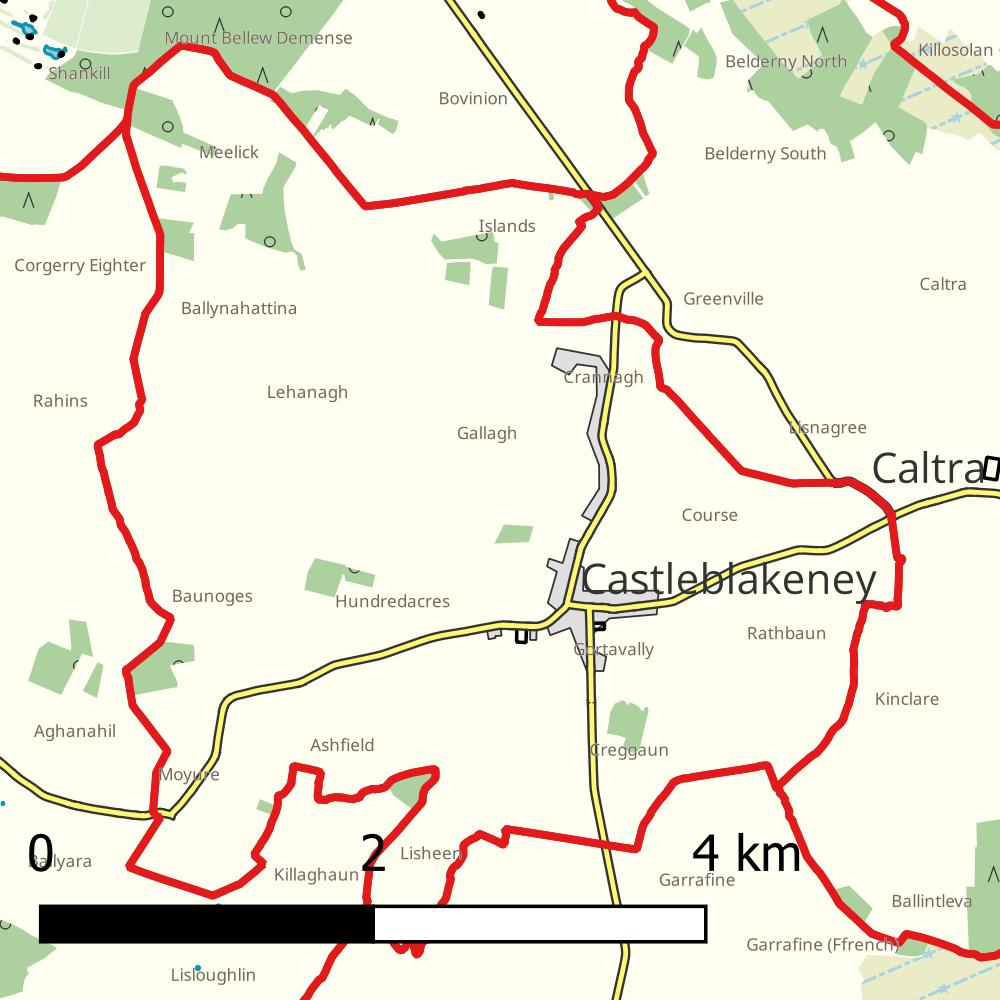 Mount Bellew Demense
Killosolan
Belderny North
Shankill
Bovinion
Meelick
Belderny South
Islands
Corgerry Eighter
Caltra
Greenville
Ballynahattina
Crannagh
Lehanagh
Rahins
Lisnagree
Gallagh
Caltra
Course
Castleblakeney
Baunoges
Hundredacres
Rathbaun
Gortavally
Kinclare
Aghanahil
Ashfield
Creggaun
Moyure
0 2 4 km
Ballyara
Lisheen
Killaghaun
Garrafine
Ballintleva
Garrafine (Ffrench)
Lisloughlin